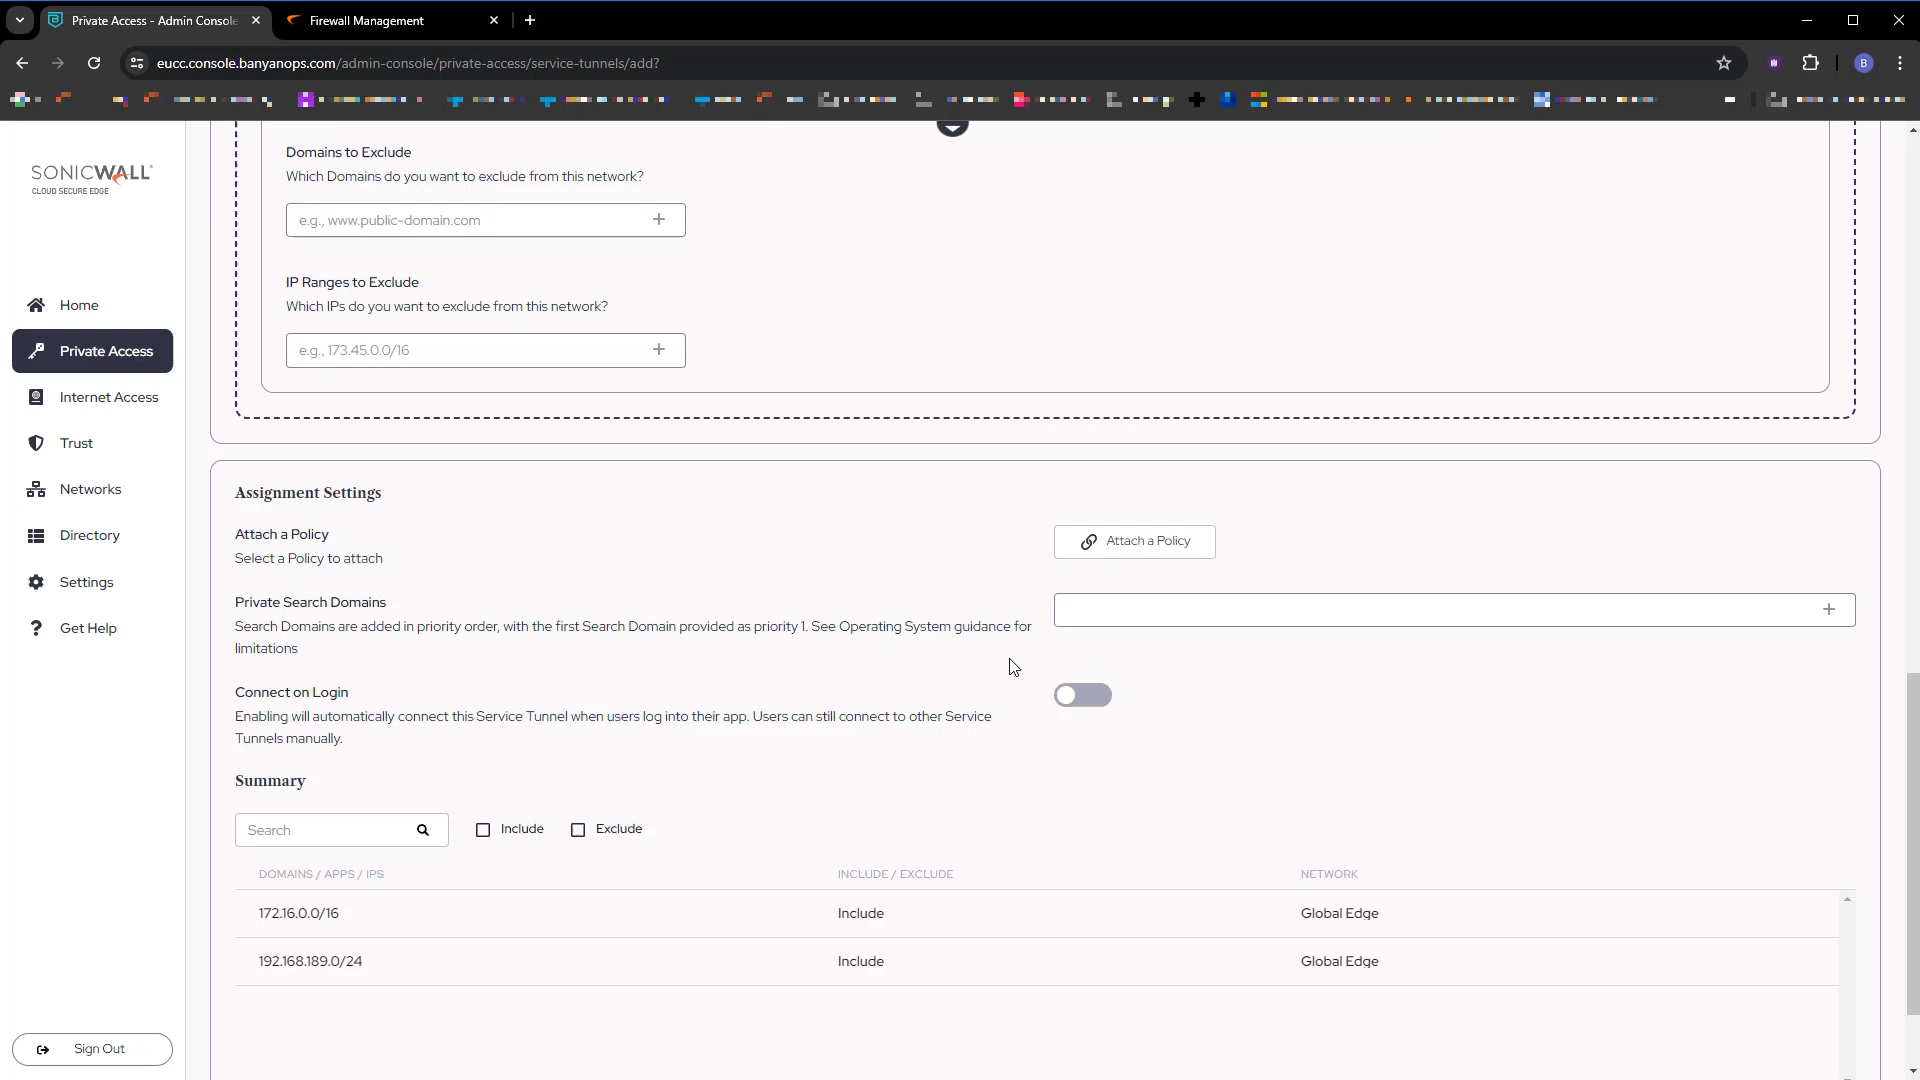 Private Access - Admin Console
Firewall Management
eucc.console.banyanops.com/admin-console/private-access/service-tunnels/add?
B
SONICWALL
CLOUD SECURE EDGE
Home
Private Access
Internet Access
Trust
Networks
Directory
Settings
Get Help
Sign Out
Domains to Exclude
Which Domains do you want to exclude from this network?
e.g., www.public-domain.com
IP Ranges to Exclude
Which IPs do you want to exclude from this network?
e.g., 173.45.0.0/16
Assignment Settings
Attach a Policy
Select a Policy to attach
Attach a Policy
Private Search Domains
Search Domains are added in priority order, with the first Search Domain provided as priority 1. See Operating System guidance for
limitations
Connect on Login
Enabling will automatically connect this Service Tunnel when users log into their app. Users can still connect to other Service
Tunnels manually.
Summary
Search
Include
Exclude
DOMAINS / APPS / IPS INCLUDE / EXCLUDE NETWORK
172.16.0.0/16 Include Global Edge
192.168.189.0/24 Include Global Edge